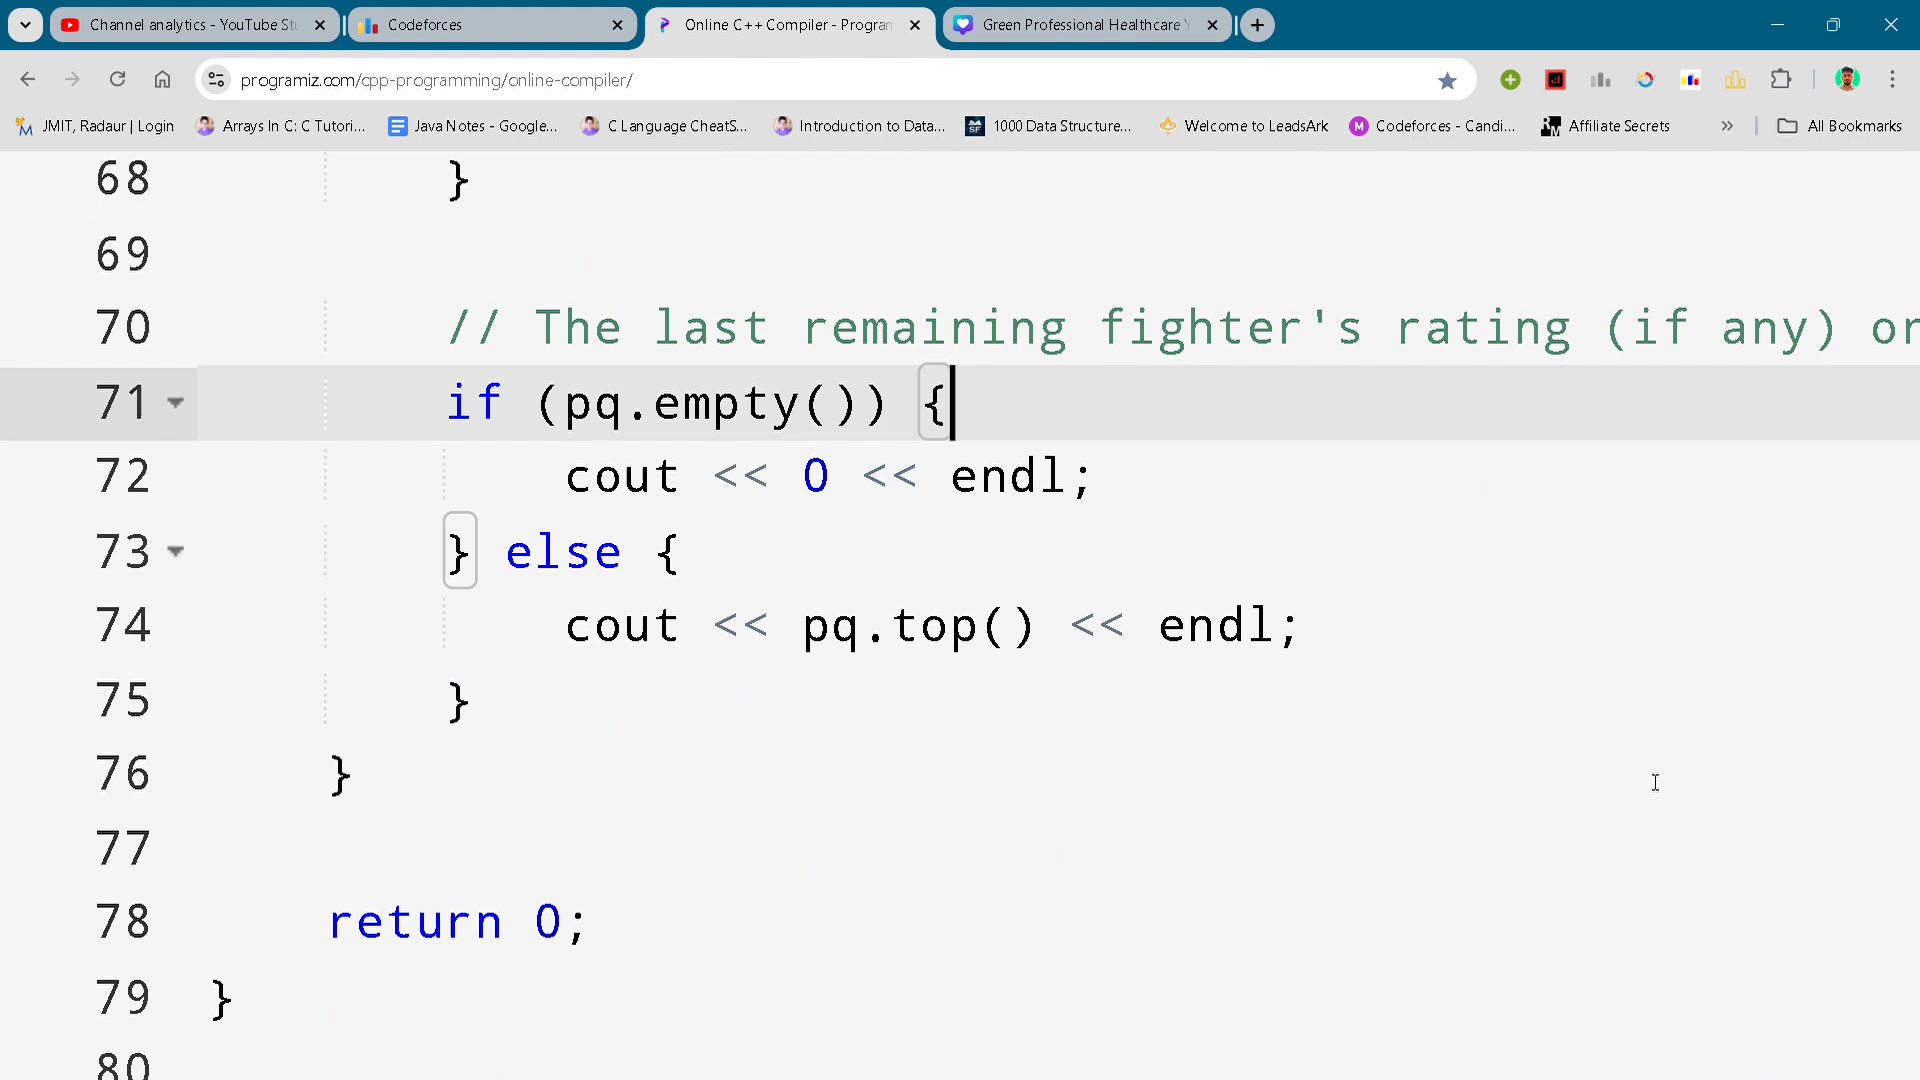 Channel analytics - YouTube St
Codeforces
Online C++ Compiler - Program
Green Professional Healthcare Y
programiz.com/cpp-programming/online-compiler/
JMIT, Radaur | Login
Arrays In C: C Tutori...
Java Notes - Google...
C Language CheatS...
Introduction to Data...
1000 Data Structure...
Welcome to LeadsArk
Codeforces - Candi...
Affiliate Secrets
All Bookmarks
68 }
69
70 // The last remaining fighter's rating (if any) or
71 if (pq.empty()) {
72 cout << 0 << endl;
73 } else {
74 cout << pq.top() << endl;
75 }
76 }
77
78 return 0;
79 }
80